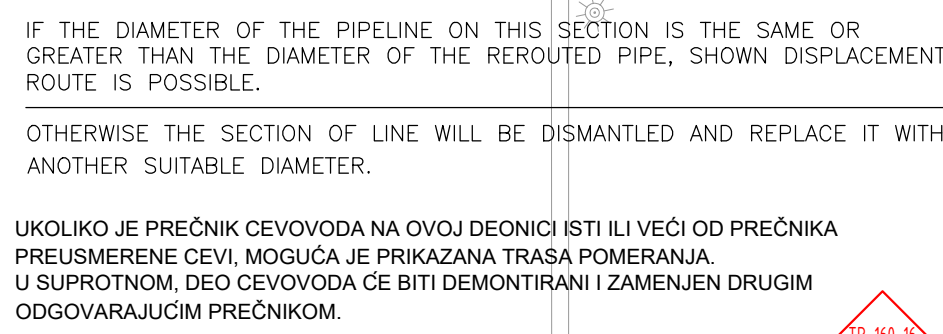 IF THE DIAMETER OF THE PIPELINE ON THIS SECTION IS THE SAME OR
GREATER THAN THE DIAMETER OF THE REROUTED PIPE, SHOWN DISPLACEMENT
ROUTE IS POSSIBLE.
OTHERWISE THE SECTION OF LINE WILL BE DISMANTLED AND REPLACE IT WITH
ANOTHER SUITABLE DIAMETER.
UKOLIKO JE PREČNIK CEVOVODA NA OVOJ DEONICI ISTI ILI VEĆI OD PREČNIKA
PREUSMERENE CEVI, MOGUĆA JE PRIKAZANA TRASA POMERANJA.
U SUPROTNOM, DEO CEVOVODA ĆE BITI DEMONTIRANI I ZAMENJEN DRUGIM
ODGOVARAJUĆIM PREČNIKOM.